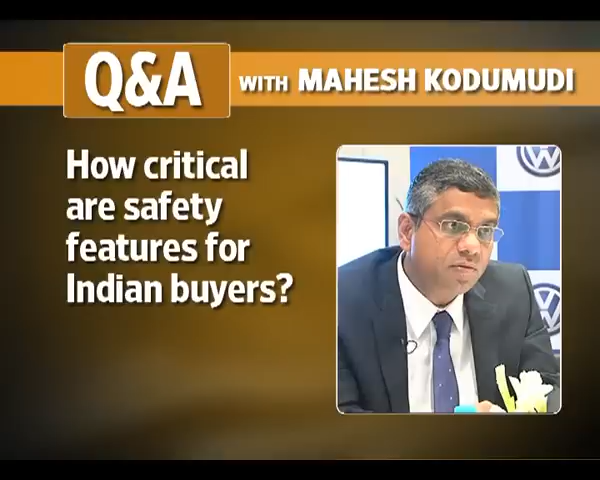 Q&A WITH MAHESH KODUMUDI
How critical
are safety
features for
Indian buyers?